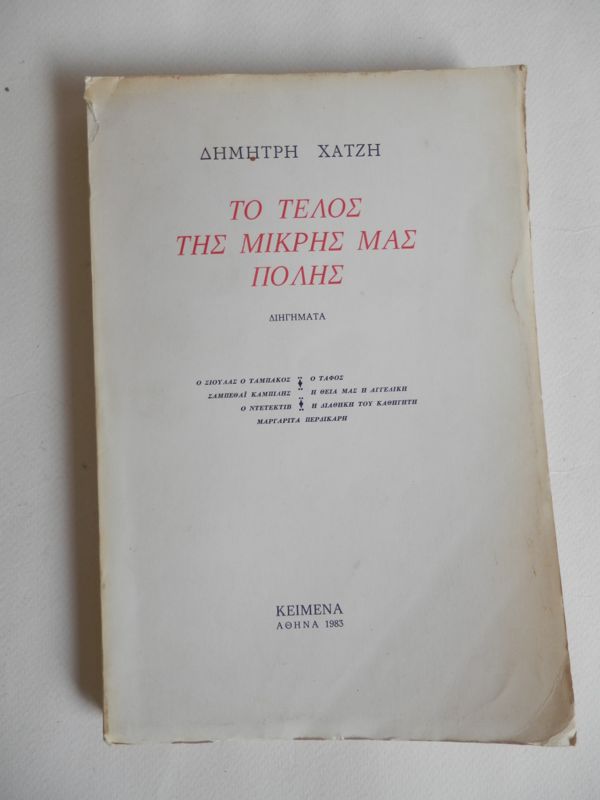 ΔΗΜΗΤΡΗ ΧΑΤΖΗ
ΤΟ ΤΕΛΟΣ
ΤΗΣ ΜΙΚΡΗΣ ΜΑΣ
ΠΟΛΗΣ
ΔΙΗΓΗΜΑΤΑ
Ο ΣΙΟΥΛΑΣ Ο ΤΑΜΠΑΚΟΣ Ο ΤΑΦΟΣ
ΣΑΜΠΕΘΑΪ ΚΑΜΠΙΛΗΣ Η ΘΕΙΑ ΜΑΣ Η ΑΓΓΕΛΙΚΗ
Ο ΝΤΕΤΕΚΤΙΒ Η ΔΙΑΘΗΚΗ ΤΟΥ ΚΑΘΗΓΗΤΗ
ΜΑΡΓΑΡΙΤΑ ΠΕΡΔΙΚΑΡΗ
ΚΕΙΜΕΝΑ
ΑΘΗΝΑ 1983